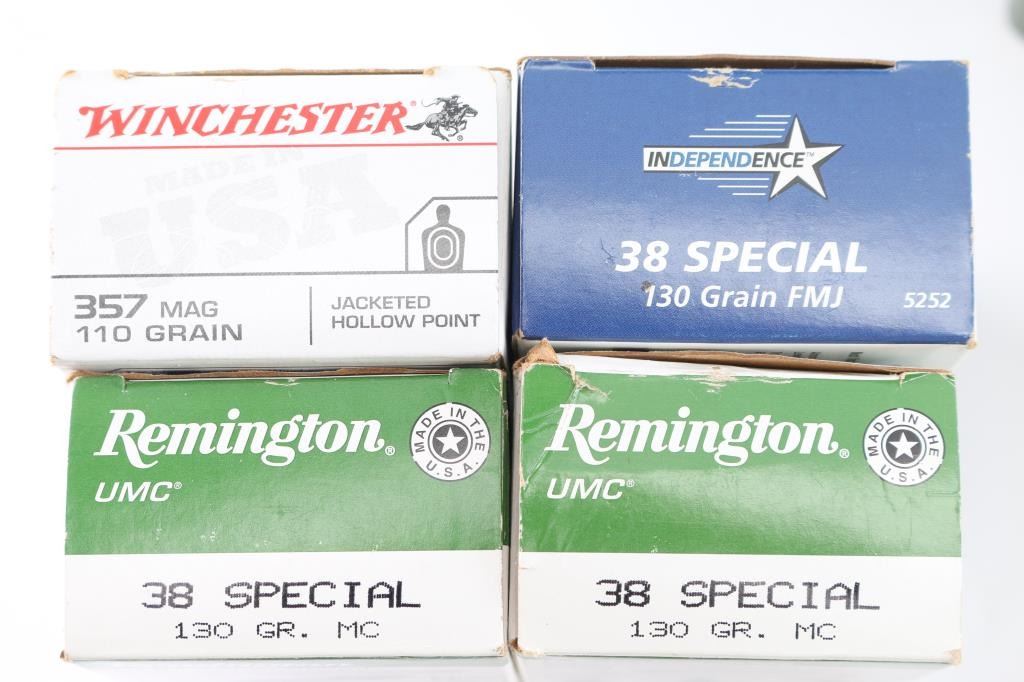 WINCHESTER®
MADE IN
USA
357 MAG
110 GRAIN
JACKETED
HOLLOW POINT
INDEPENDENCE™
38 SPECIAL
130 Grain FMJ
5252
Remington®
UMC®
MADE IN THE
U.S.A.
38 SPECIAL
130 GR. MC
Remington®
UMC®
MADE IN THE
U.S.A.
38 SPECIAL
130 GR. MC